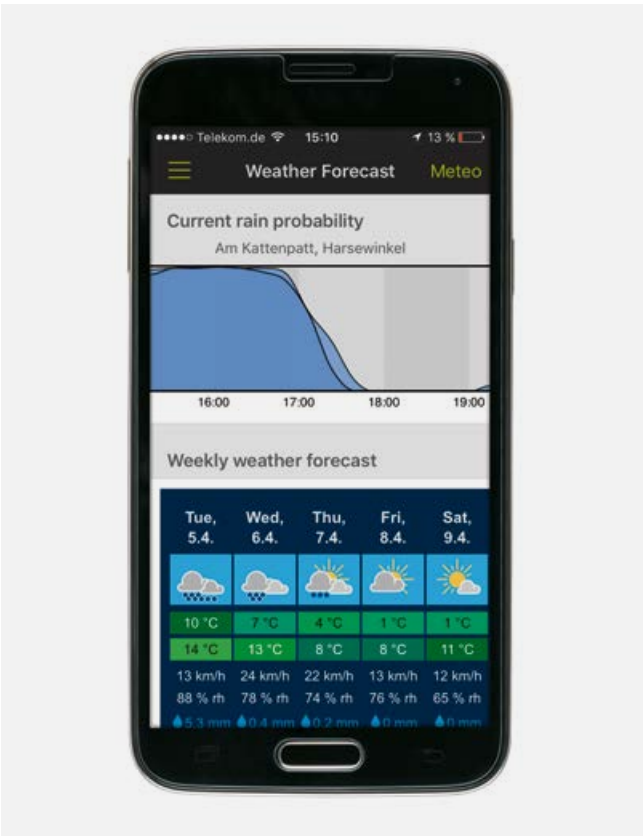 Telekom.de 15:10 13 %
Weather Forecast Meteo
Current rain probability
Am Kattenpatt, Harsewinkel
16:00 17:00 18:00 19:00
Weekly weather forecast
Tue, Wed, Thu, Fri, Sat,
5.4. 6.4. 7.4. 8.4. 9.4.
10 °C 7 °C 4 °C 1 °C 1 °C
14 °C 13 °C 8 °C 8 °C 11 °C
13 km/h 24 km/h 22 km/h 13 km/h 12 km/h
88 % rh 78 % rh 74 % rh 76 % rh 65 % rh
5.3 mm 0.4 mm 0.2 mm 0 mm 0 mm